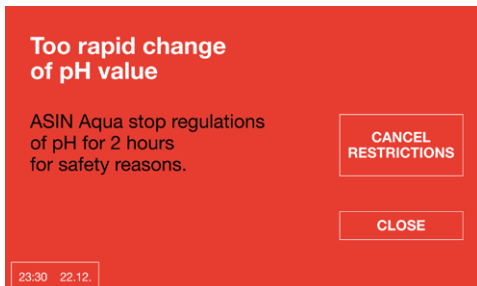 Too rapid change
of pH value
ASIN Aqua stop regulations
of pH for 2 hours
for safety reasons.
CANCEL
RESTRICTIONS
CLOSE
23:30 22.12.